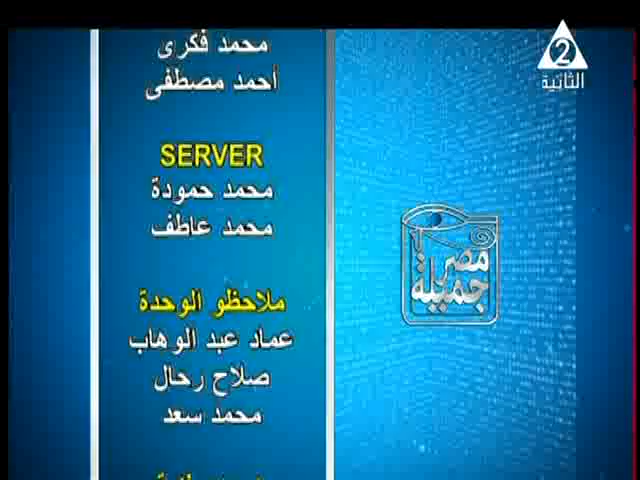 محمد فكرى
أحمد مصطفى
SERVER
محمد حمودة
محمد عاطف
ملاحظو الوحدة
عماد عبد الوهاب
صلاح رحال
محمد سعد
2
الثانية
مصر
جميلة